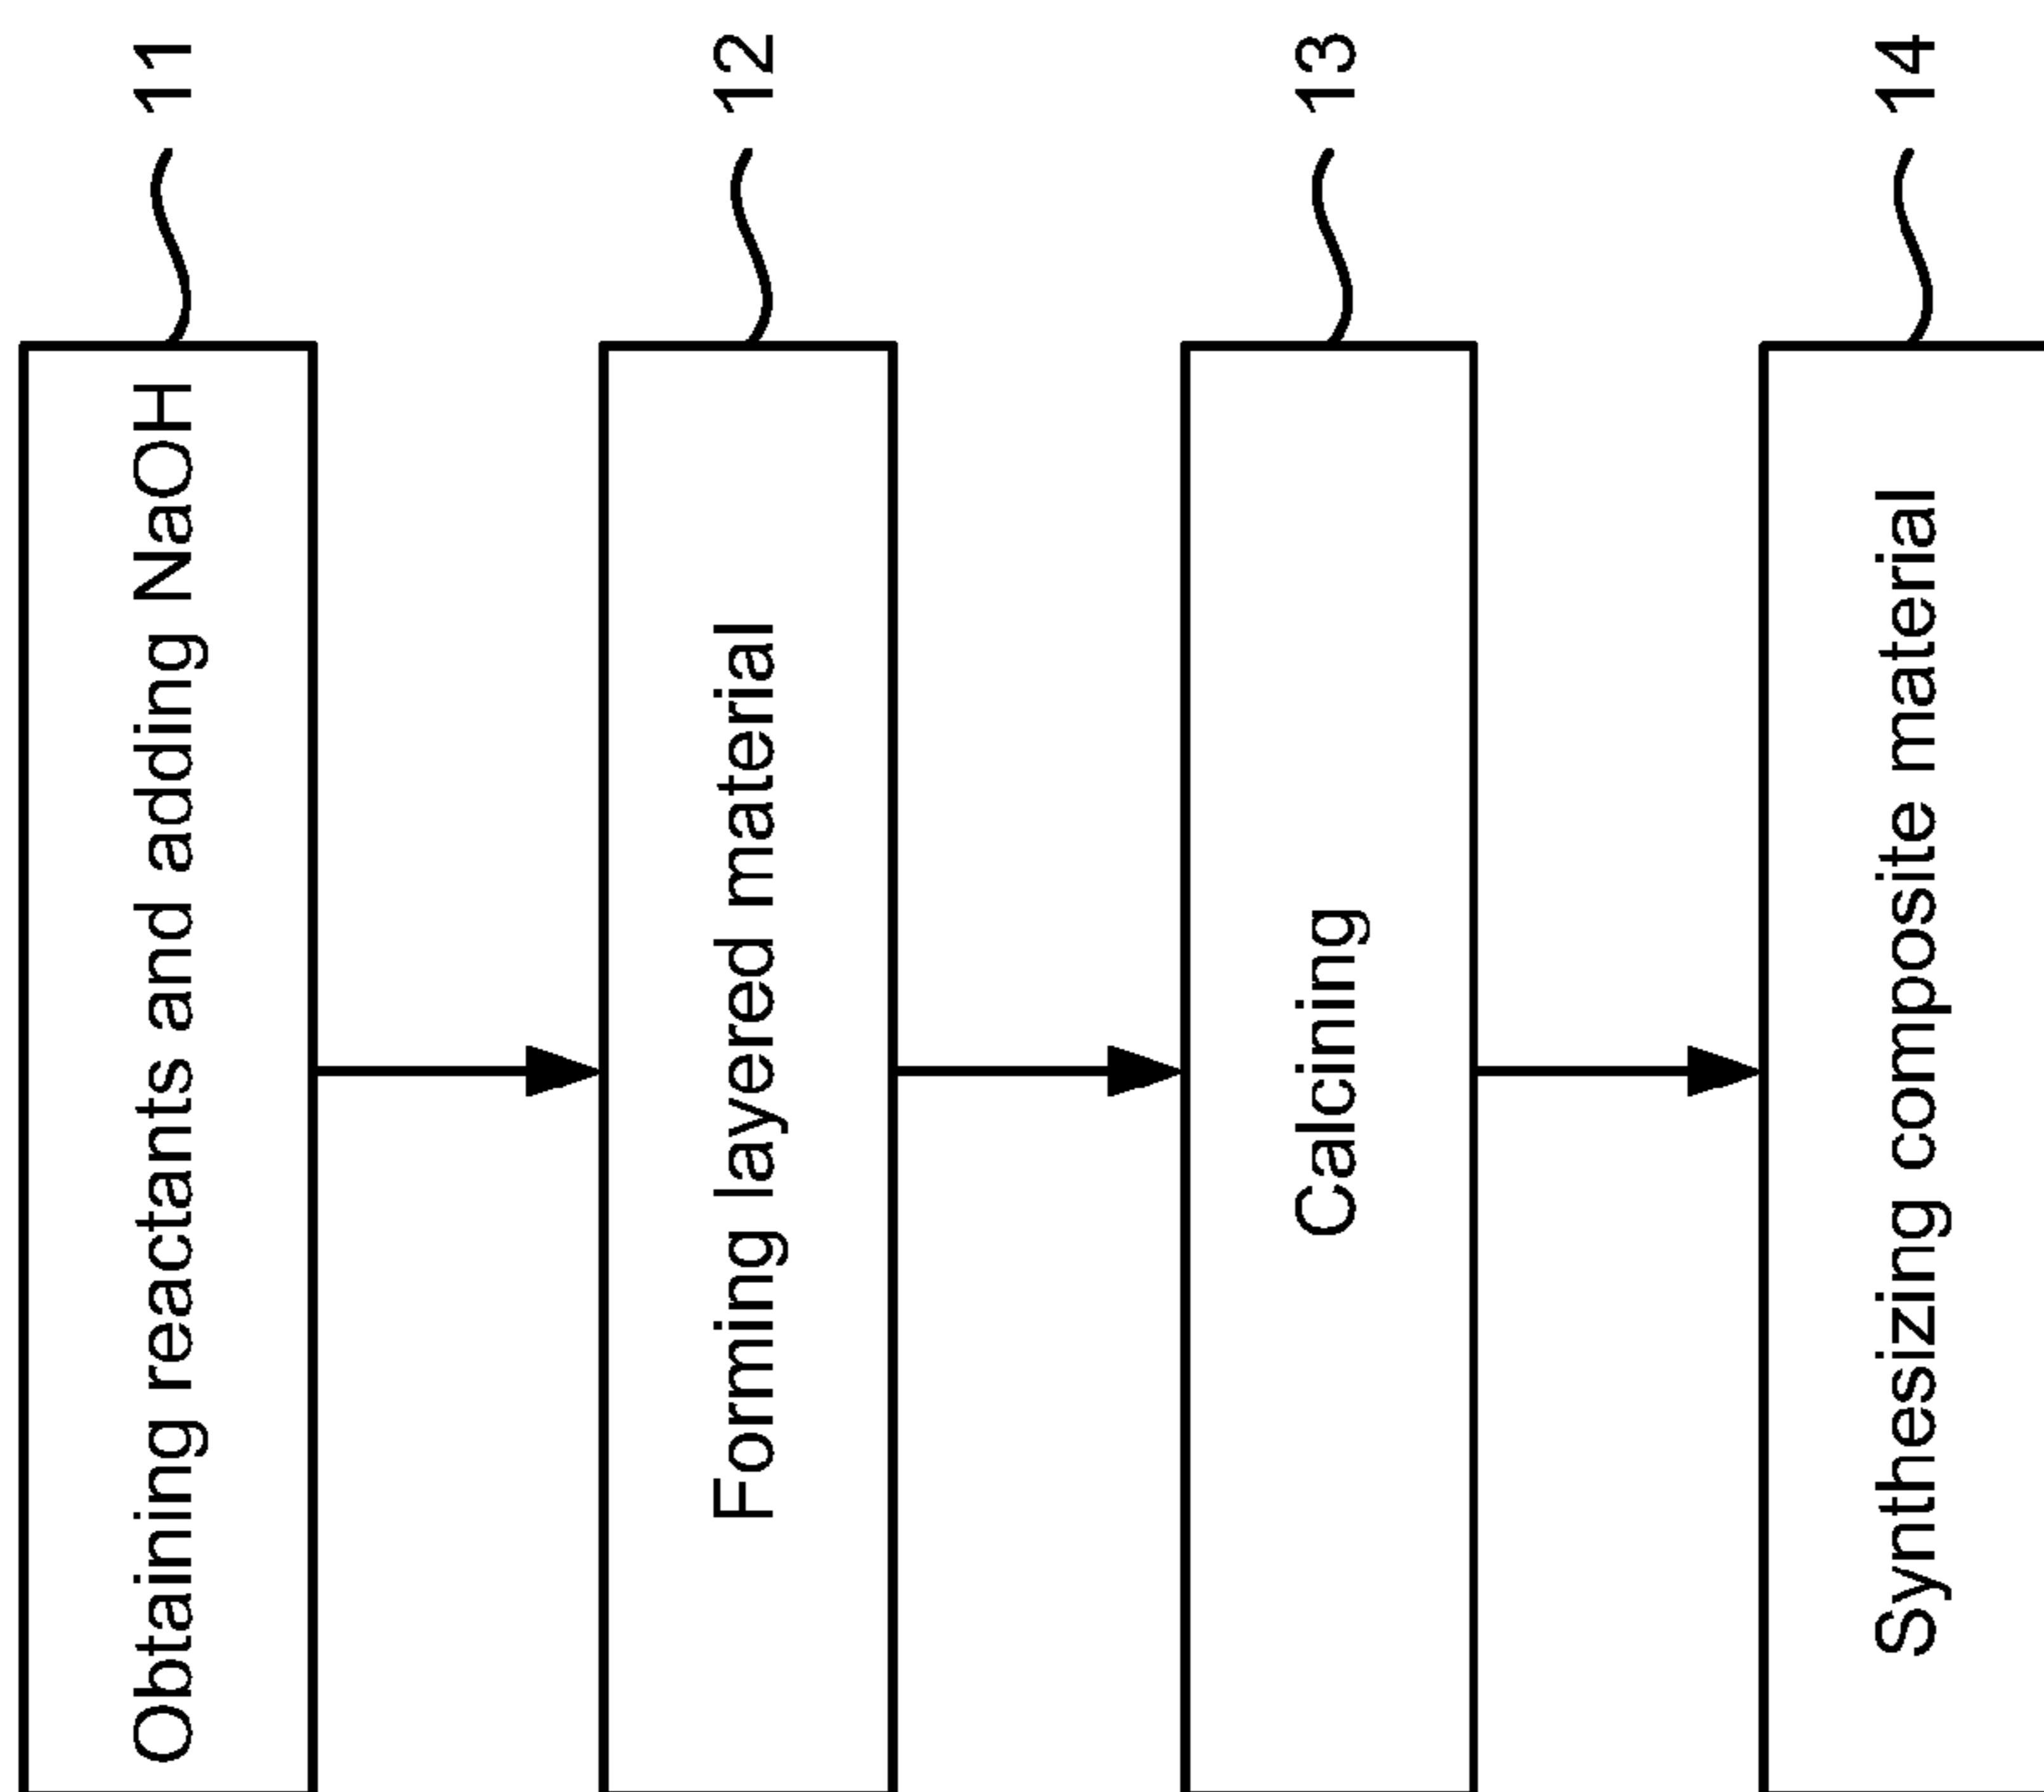 Obtaining reactants and adding NaOH
11
Forming layered material
12
Calcining
13
Synthesizing composite material
14